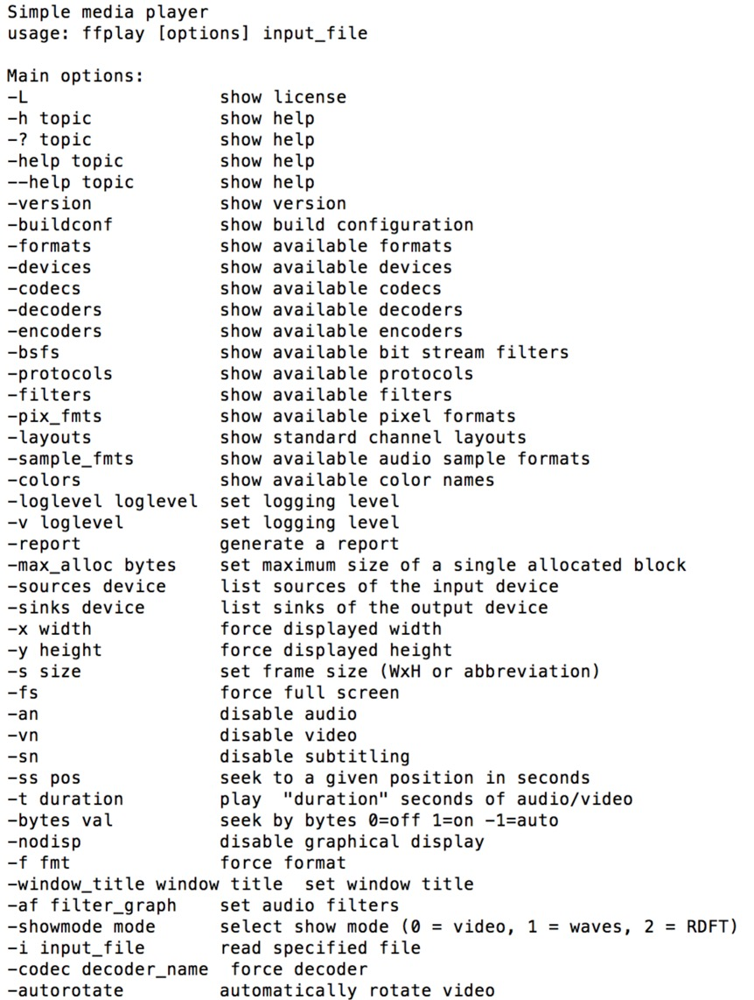 Simple media player
usage: ffplay [options] input_file

Main options:
-L                  show license
-h topic            show help
-? topic            show help
-help topic         show help
--help topic        show help
-version            show version
-buildconf          show build configuration
-formats            show available formats
-devices            show available devices
-codecs             show available codecs
-decoders           show available decoders
-encoders           show available encoders
-bsfs               show available bit stream filters
-protocols          show available protocols
-filters            show available filters
-pix_fmts           show available pixel formats
-layouts            show standard channel layouts
-sample_fmts        show available audio sample formats
-colors             show available color names
-loglevel loglevel  set logging level
-v loglevel         set logging level
-report             generate a report
-max_alloc bytes    set maximum size of a single allocated block
-sources device     list sources of the input device
-sinks device       list sinks of the output device
-x width            force displayed width
-y height           force displayed height
-s size             set frame size (WxH or abbreviation)
-fs                 force full screen
-an                 disable audio
-vn                 disable video
-sn                 disable subtitling
-ss pos             seek to a given position in seconds
-t duration         play  "duration" seconds of audio/video
-bytes val          seek by bytes 0=off 1=on -1=auto
-nodisp             disable graphical display
-f fmt              force format
-window_title window title  set window title
-af filter_graph    set audio filters
-showmode mode      select show mode (0 = video, 1 = waves, 2 = RDFT)
-i input_file       read specified file
-codec decoder_name  force decoder
-autorotate         automatically rotate video